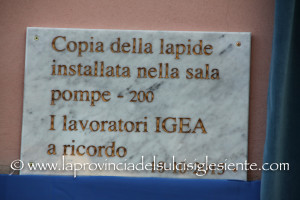 Copia della lapide
installata nella sala
pompe - 200
I lavoratori IGEA
a ricordo
© www.laprovinciadelsulcisiglesiente.com